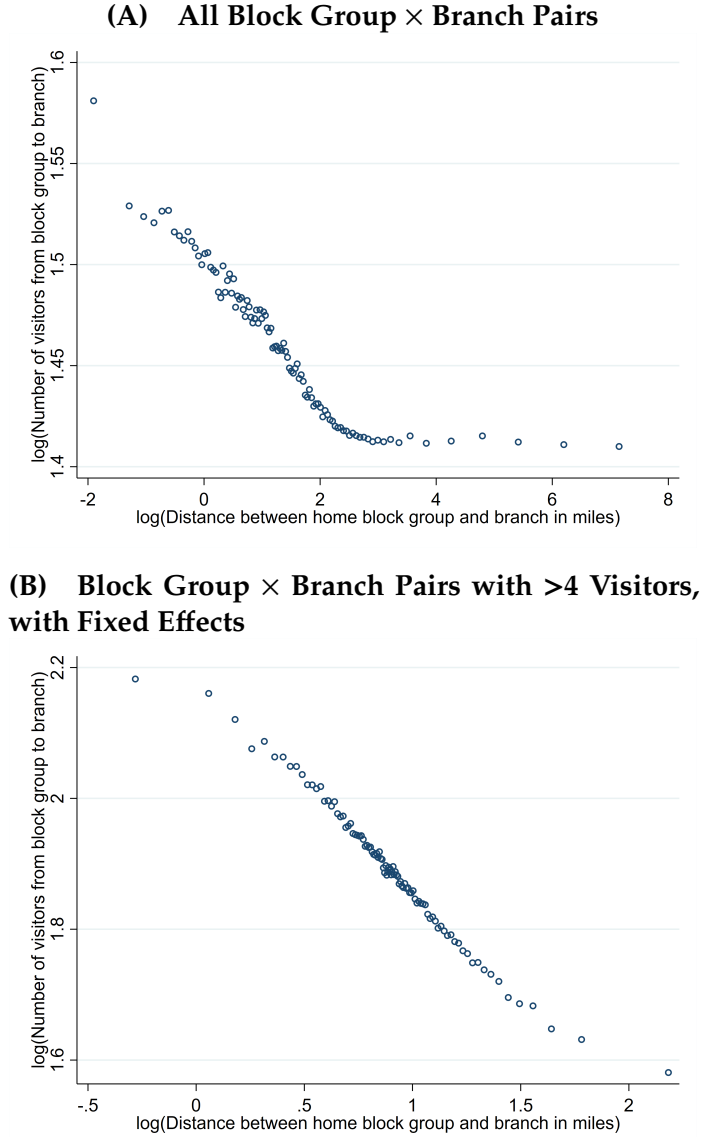 (A) All Block Group × Branch Pairs
log(Number of visitors from block group to branch)
1.6
1.55
1.5
1.45
1.4
-2 0 2 4 6 8
log(Distance between home block group and branch in miles)
(B) Block Group × Branch Pairs with >4 Visitors,
with Fixed Effects
log(Number of visitors from block group to branch)
2.2
2
1.8
1.6
-.5 0 .5 1 1.5 2
log(Distance between home block group and branch in miles)